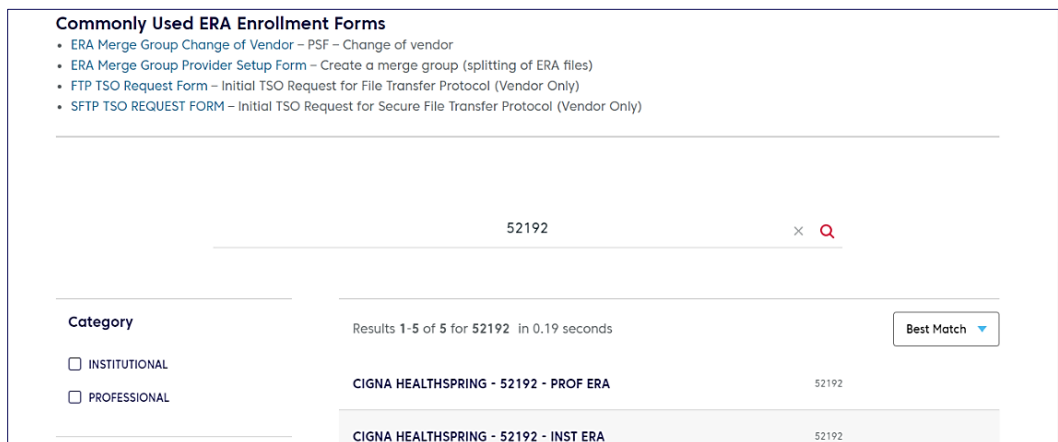 Commonly Used ERA Enrollment Forms
• ERA Merge Group Change of Vendor – PSF – Change of vendor
• ERA Merge Group Provider Setup Form – Create a merge group (splitting of ERA files)
• FTP TSO Request Form – Initial TSO Request for File Transfer Protocol (Vendor Only)
• SFTP TSO REQUEST FORM – Initial TSO Request for Secure File Transfer Protocol (Vendor Only)
52192
Category
INSTITUTIONAL
PROFESSIONAL
Results 1-5 of 5 for 52192 in 0.19 seconds
Best Match
CIGNA HEALTHSPRING - 52192 - PROF ERA 52192
CIGNA HEALTHSPRING - 52192 - INST ERA 52192